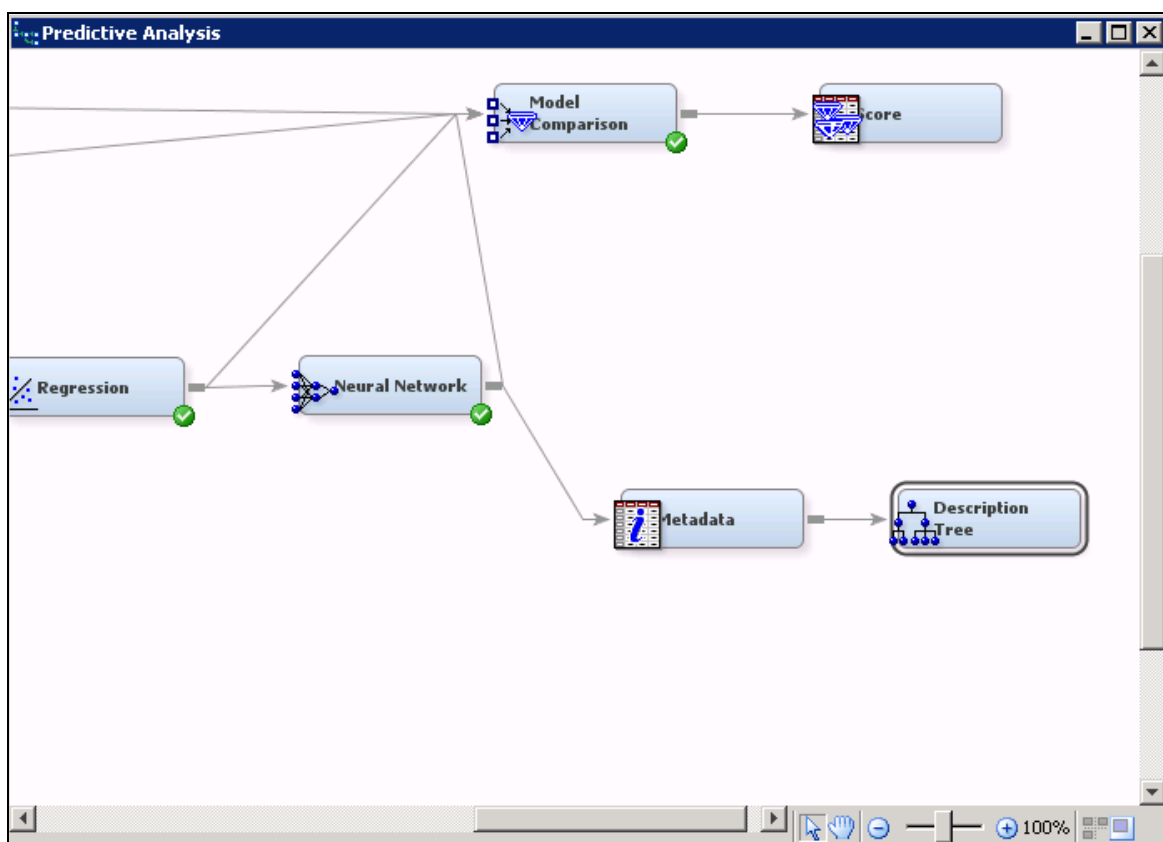 Predictive Analysis
Model
Comparison
Score
Regression
Neural Network
Metadata
Description
Tree
100%